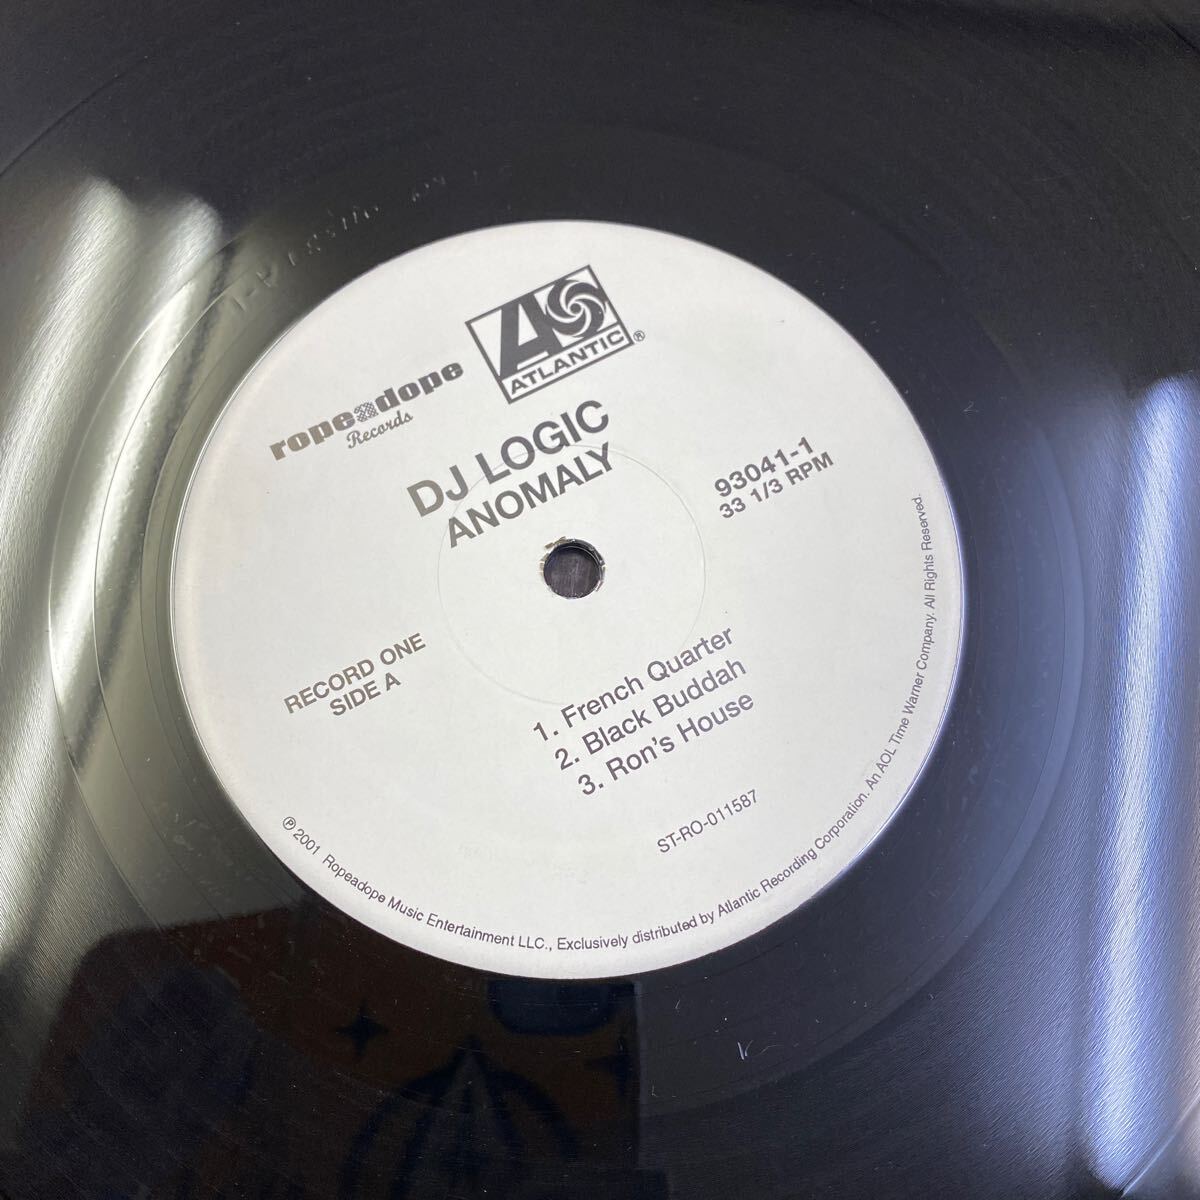 ropeadope
Records
ATLANTIC®
DJ LOGIC
ANOMALY
93041-1
33 1/3 RPM
RECORD ONE
SIDE A
1. French Quarter
2. Black Buddah
3. Ron's House
ST-RO-011587
℗ 2001 Ropeadope Music Entertainment LLC., Exclusively distributed by Atlantic Recording Corporation. An AOL Time Warner Company. All Rights Reserved.